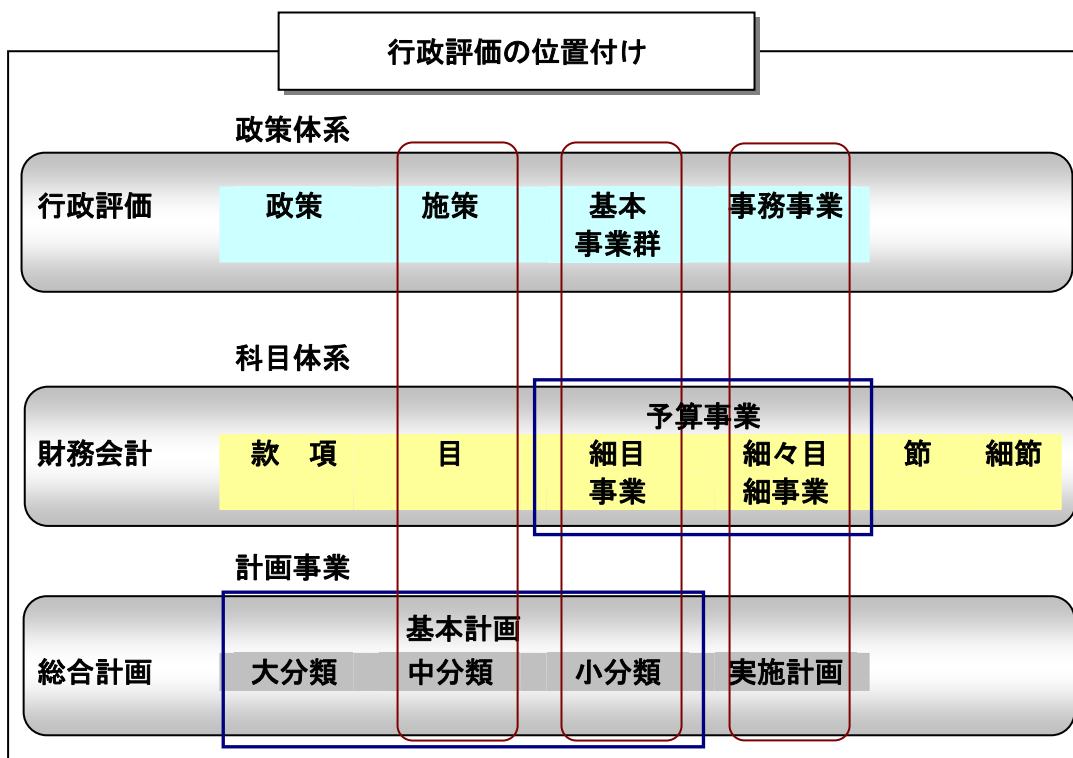 行政評価の位置付け
政策体系
行政評価 政策 施策 基本 事務事業
事業群
科目体系
予算事業
財務会計 款 項 目 細目 細々目 節 細節
事業 細事業
計画事業
基本計画
総合計画 大分類 中分類 小分類 実施計画